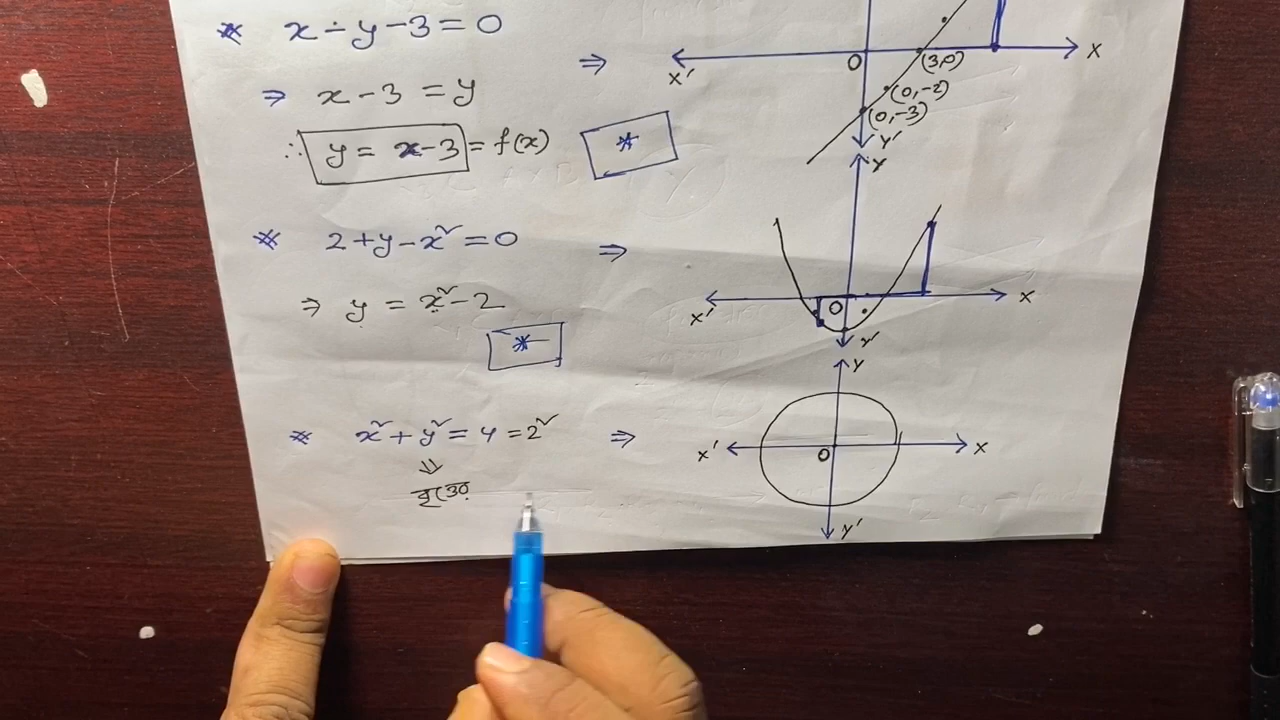 * x - y - 3 = 0
⇒ x - 3 = y
∴ y = x-3 = f(x)
*
⇒
X' O X
(3,0)
(0,-2)
(0,-3)
Y'
* 2+y-x² = 0
⇒ y = x²-2
*
⇒
Y
X' O X
Y'
* x² + y² = 4 = 2²
⇓
বৃত্ত
⇒
Y
X' O X
Y'